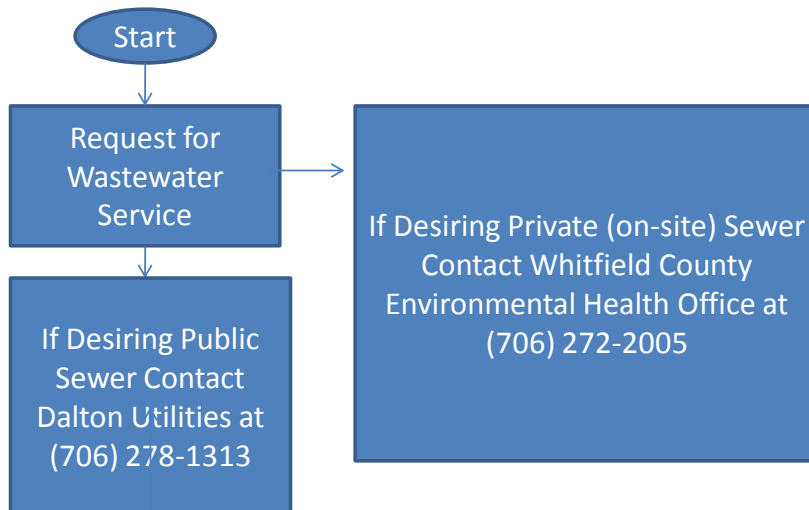 Start
Request for
Wastewater
Service
If Desiring Private (on-site) Sewer
Contact Whitfield County
Environmental Health Office at
(706) 272-2005
If Desiring Public
Sewer Contact
Dalton Utilities at
(706) 278-1313